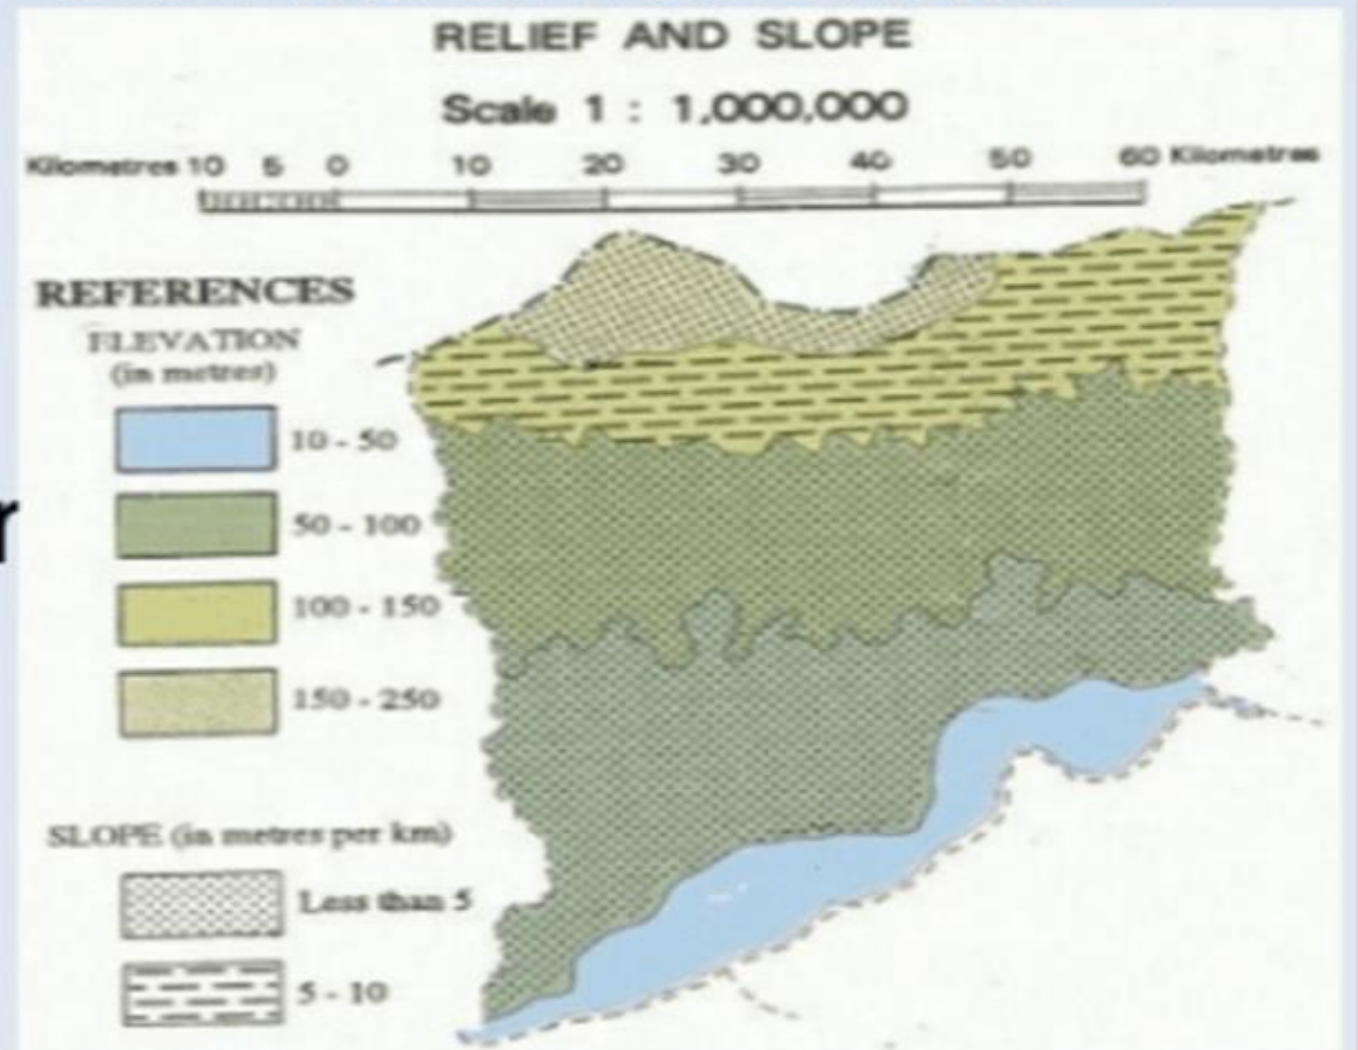 RELIEF AND SLOPE
Scale 1 : 1,000,000
Kilometres 10 5 0 10 20 30 40 50 60 Kilometres
REFERENCES
ELEVATION
(in metres)
10 - 50
r
50 - 100
100 - 150
150 - 250
SLOPE (in metres per km)
Less than 5
5 - 10